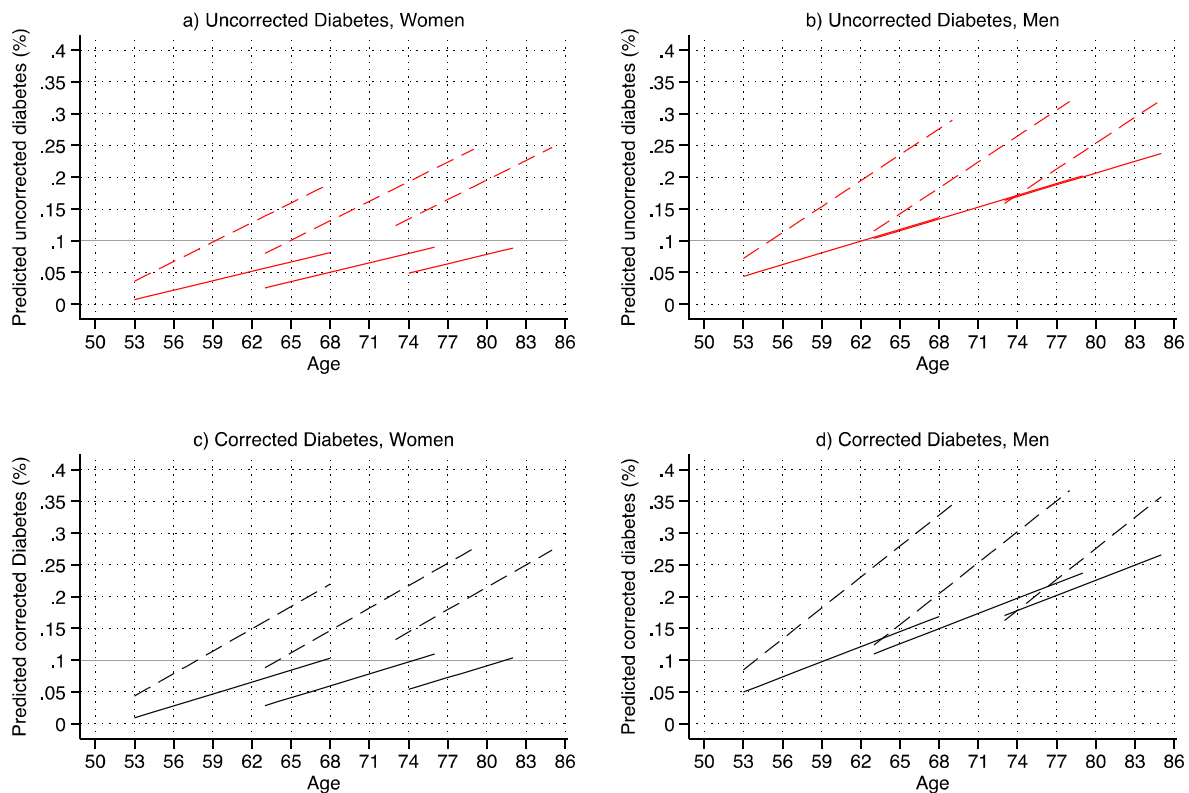 a) Uncorrected Diabetes, Women
Predicted uncorrected diabetes (%)
.4
.35
.3
.25
.2
.15
.1
.05
0
50 53 56 59 62 65 68 71 74 77 80 83 86
Age
b) Uncorrected Diabetes, Men
Predicted uncorrected diabetes (%)
.4
.35
.3
.25
.2
.15
.1
.05
0
50 53 56 59 62 65 68 71 74 77 80 83 86
Age
c) Corrected Diabetes, Women
Predicted corrected Diabetes (%)
.4
.35
.3
.25
.2
.15
.1
.05
0
50 53 56 59 62 65 68 71 74 77 80 83 86
Age
d) Corrected Diabetes, Men
Predicted corrected diabetes (%)
.4
.35
.3
.25
.2
.15
.1
.05
0
50 53 56 59 62 65 68 71 74 77 80 83 86
Age